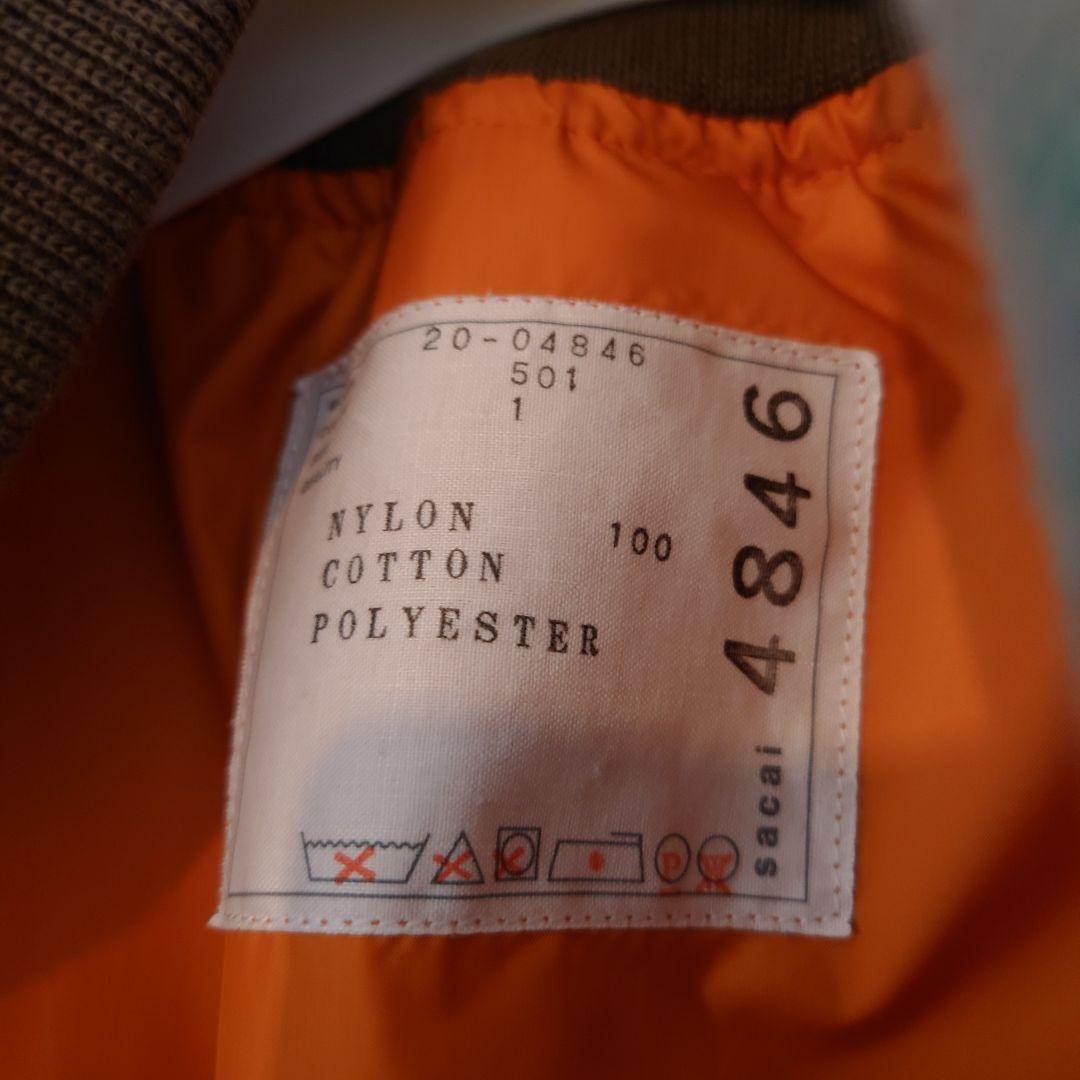 20-04846
501
1
NYLON 100
COTTON
POLYESTER
sacai 4846
P
W